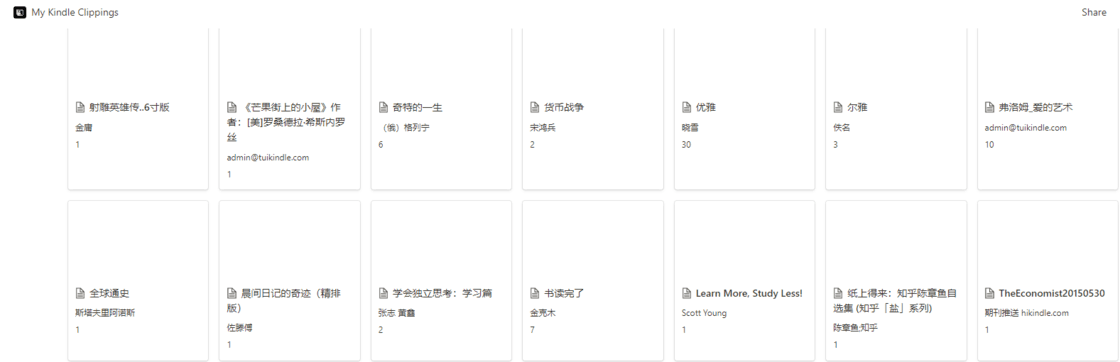 My Kindle Clippings
Share
射雕英雄传..6寸版
金庸
1
《芒果街上的小屋》作
者：[美]罗桑德拉·希斯内罗
丝
admin@tuikindle.com
1
奇特的一生
（俄）格列宁
6
货币战争
宋鸿兵
2
优雅
晓雪
30
尔雅
佚名
3
弗洛姆_爱的艺术
admin@tuikindle.com
10
全球通史
斯塔夫里阿诺斯
1
晨间日记的奇迹（精排
版）
佐藤傅
1
学会独立思考：学习篇
张志 黄鑫
2
书读完了
金克木
7
Learn More, Study Less!
Scott Young
1
纸上得来：知乎陈章鱼自
选集 (知乎「盐」系列)
陈章鱼;知乎
1
TheEconomist20150530
期刊推送 hikindle.com
1